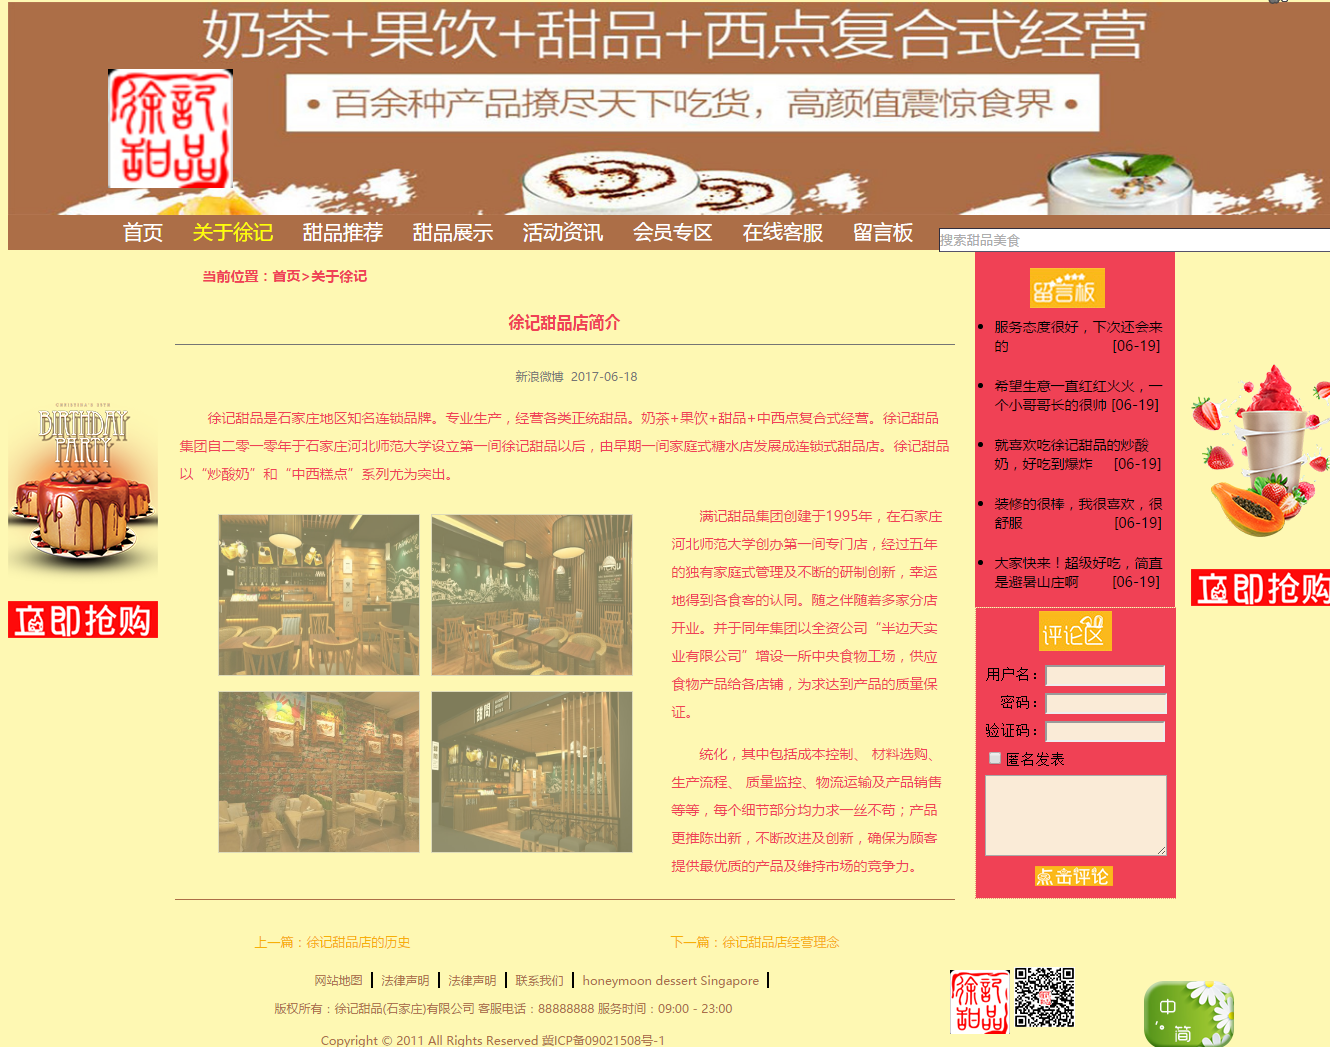 奶茶+果饮+甜品+西点复合式经营
• 百余种产品撩尽天下吃货，高颜值震惊食界 •
徐記
甜品
首页 关于徐记 甜品推荐 甜品展示 活动资讯 会员专区 在线客服 留言板
搜索甜品美食
当前位置：首页>关于徐记
徐记甜品店简介
新浪微博 2017-06-18
徐记甜品是石家庄地区知名连锁品牌。专业生产，经营各类正统甜品。奶茶+果饮+甜品+中西点复合式经营。徐记甜品
集团自二零一零年于石家庄河北师范大学设立第一间徐记甜品以后，由早期一间家庭式糖水店发展成连锁式甜品店。徐记甜品
以“炒酸奶”和“中西糕点”系列尤为突出。
满记甜品集团创建于1995年，在石家庄
河北师范大学创办第一间专门店，经过五年
的独有家庭式管理及不断的研制创新，幸运
地得到各食客的认同。随之伴随着多家分店
开业。并于同年集团以全资公司“半边天实
业有限公司”增设一所中央食物工场，供应
食物产品给各店铺，为求达到产品的质量保
证。
统化，其中包括成本控制、 材料选购、
生产流程、 质量监控、物流运输及产品销售
等等，每个细节部分均力求一丝不苟；产品
更推陈出新，不断改进及创新，确保为顾客
提供最优质的产品及维持市场的竞争力。
BIRTHDAY
PARTY
立即抢购
留言板
服务态度很好，下次还会来
的 [06-19]
希望生意一直红红火火，一
个小哥哥长的很帅 [06-19]
就喜欢吃徐记甜品的炒酸
奶，好吃到爆炸 [06-19]
装修的很棒，我很喜欢，很
舒服 [06-19]
大家快来！超级好吃，简直
是避暑山庄啊 [06-19]
评论区
用户名：
密码：
验证码：
匿名发表
点击评论
立即抢购
上一篇：徐记甜品店的历史 下一篇：徐记甜品店经营理念
网站地图 法律声明 法律声明 联系我们 honeymoon dessert Singapore
版权所有：徐记甜品(石家庄)有限公司 客服电话：88888888 服务时间：09:00 - 23:00
Copyright © 2011 All Rights Reserved 冀ICP备09021508号-1
徐記
甜品
中
简